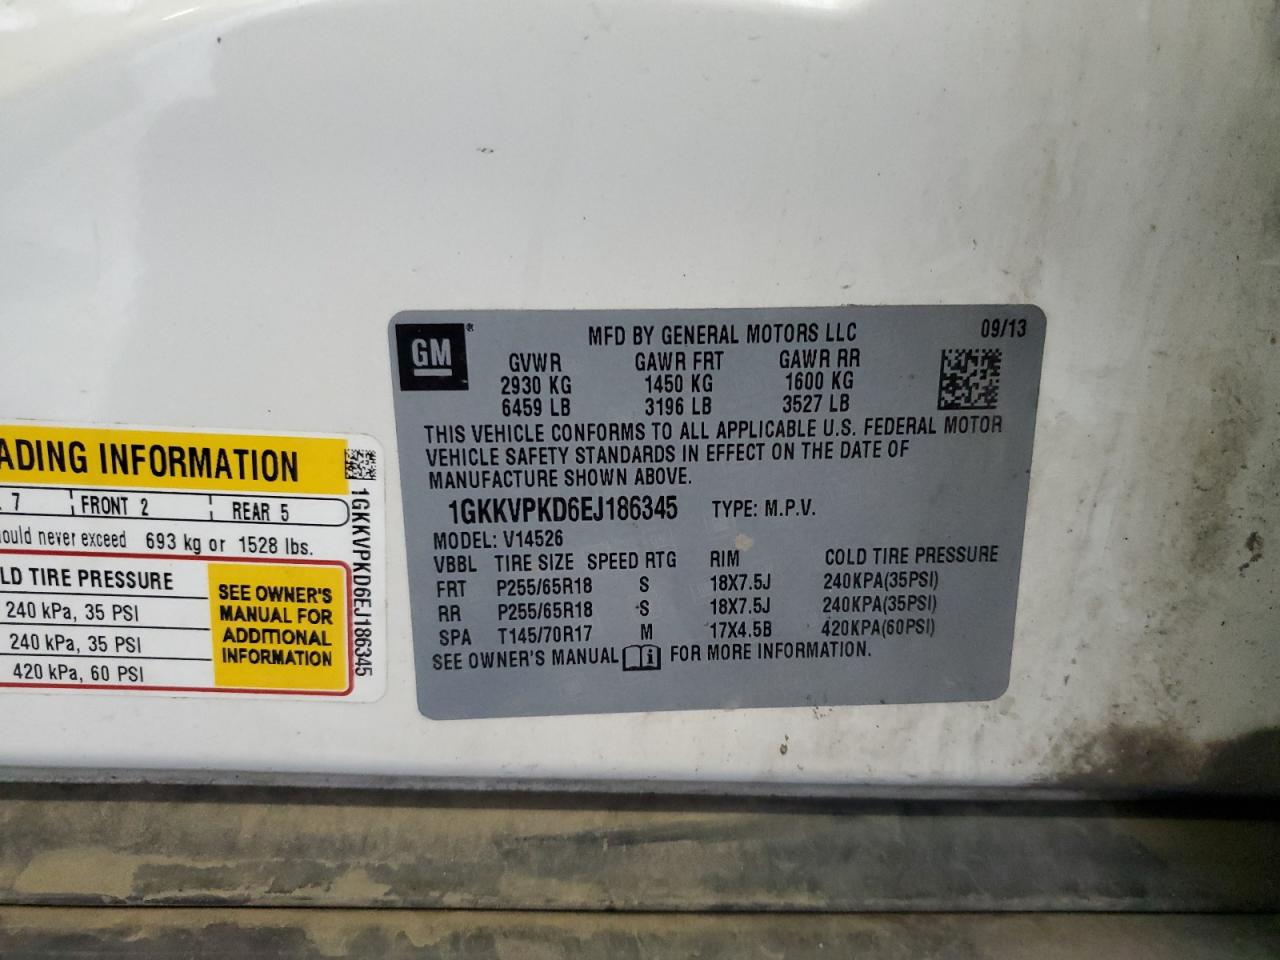 GM ®
MFD BY GENERAL MOTORS LLC 09/13
GVWR GAWR FRT GAWR RR
2930 KG 1450 KG 1600 KG
6459 LB 3196 LB 3527 LB
THIS VEHICLE CONFORMS TO ALL APPLICABLE U.S. FEDERAL MOTOR
VEHICLE SAFETY STANDARDS IN EFFECT ON THE DATE OF
MANUFACTURE SHOWN ABOVE.
1GKKVPKD6EJ186345 TYPE: M.P.V.
MODEL: V14526
VBBL TIRE SIZE SPEED RTG RIM COLD TIRE PRESSURE
FRT P255/65R18 S 18X7.5J 240KPA(35PSI)
RR P255/65R18 S 18X7.5J 240KPA(35PSI)
SPA T145/70R17 M 17X4.5B 420KPA(60PSI)
SEE OWNER'S MANUAL FOR MORE INFORMATION.
ADING INFORMATION
7 FRONT 2 REAR 5
ould never exceed 693 kg or 1528 lbs.
LD TIRE PRESSURE
240 kPa, 35 PSI
240 kPa, 35 PSI
420 kPa, 60 PSI
SEE OWNER'S
MANUAL FOR
ADDITIONAL
INFORMATION
1GKKVPKD6EJ186345